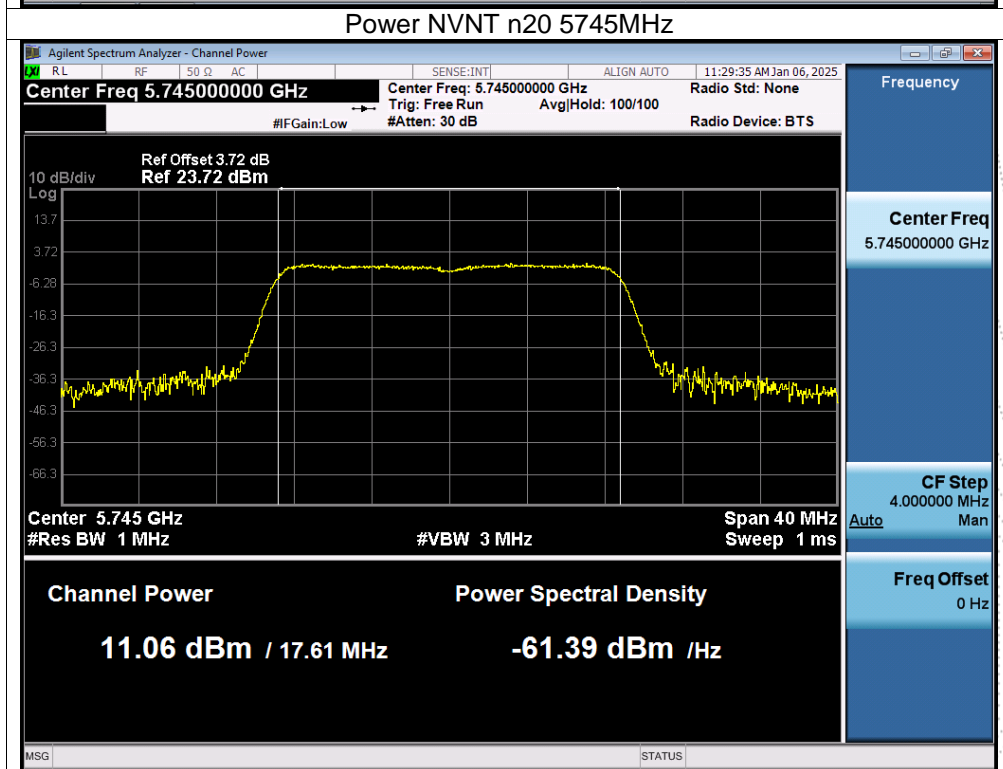 Power NVNT n20 5745MHz
Agilent Spectrum Analyzer - Channel Power
LXI RL RF 50 Ω AC SENSE:INT ALIGN AUTO 11:29:35 AM Jan 06, 2025
Center Freq 5.745000000 GHz
Center Freq: 5.745000000 GHz
Radio Std: None
Trig: Free Run Avg|Hold: 100/100
#IFGain:Low
#Atten: 30 dB
Radio Device: BTS
Ref Offset 3.72 dB
10 dB/div Ref 23.72 dBm
Log
13.7
3.72
-6.28
-16.3
-26.3
-36.3
-46.3
-56.3
-66.3
Center 5.745 GHz Span 40 MHz
#Res BW 1 MHz #VBW 3 MHz Sweep 1 ms
Channel Power Power Spectral Density
11.06 dBm / 17.61 MHz -61.39 dBm /Hz
Frequency
Center Freq
5.745000000 GHz
CF Step
4.000000 MHz
Auto Man
Freq Offset
0 Hz
MSG STATUS